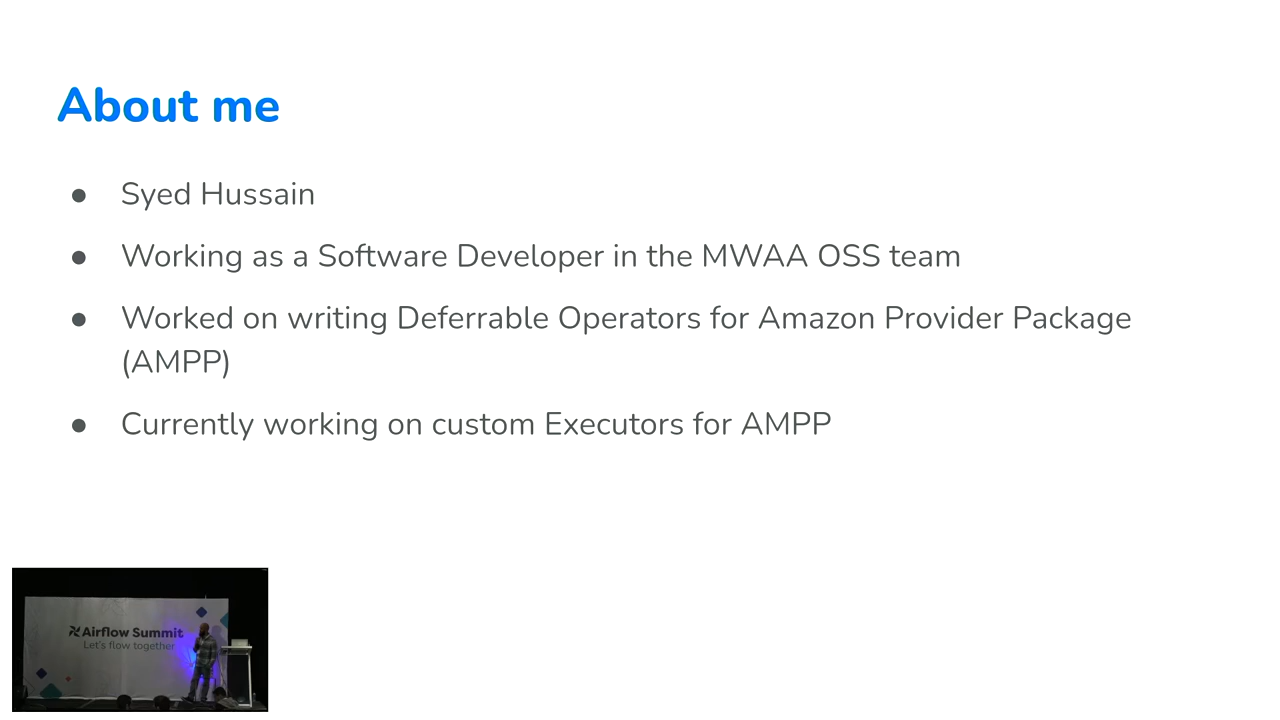 About me
● Syed Hussain
● Working as a Software Developer in the MWAA OSS team
● Worked on writing Deferrable Operators for Amazon Provider Package
(AMPP)
● Currently working on custom Executors for AMPP
Airflow Summit
Let's flow together